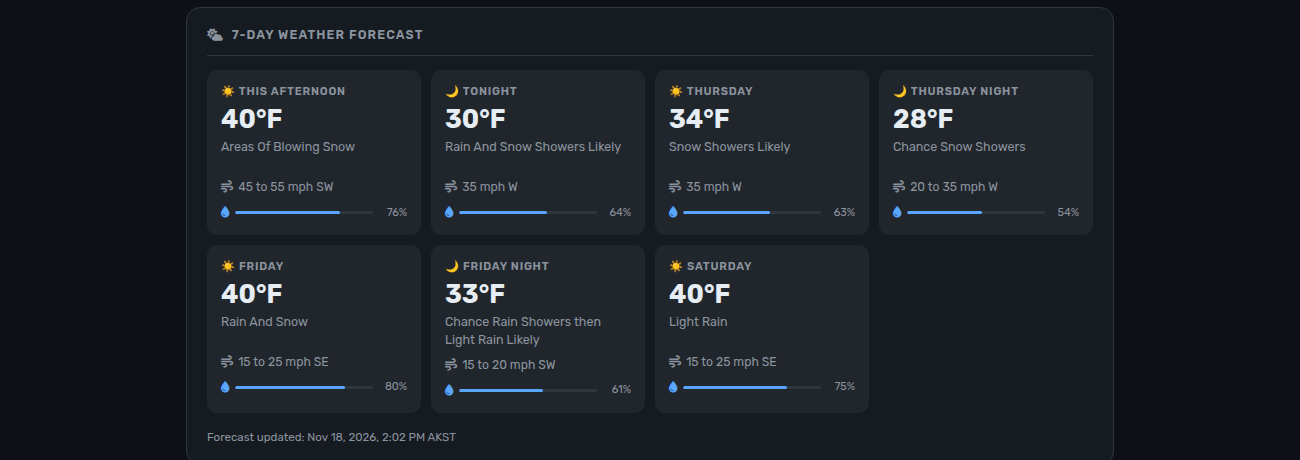 7-DAY WEATHER FORECAST
THIS AFTERNOON
40°F
Areas Of Blowing Snow
45 to 55 mph SW
76%
TONIGHT
30°F
Rain And Snow Showers Likely
35 mph W
64%
THURSDAY
34°F
Snow Showers Likely
35 mph W
63%
THURSDAY NIGHT
28°F
Chance Snow Showers
20 to 35 mph W
54%
FRIDAY
40°F
Rain And Snow
15 to 25 mph SE
80%
FRIDAY NIGHT
33°F
Chance Rain Showers then
Light Rain Likely
15 to 20 mph SW
61%
SATURDAY
40°F
Light Rain
15 to 25 mph SE
75%
Forecast updated: Nov 18, 2026, 2:02 PM AKST